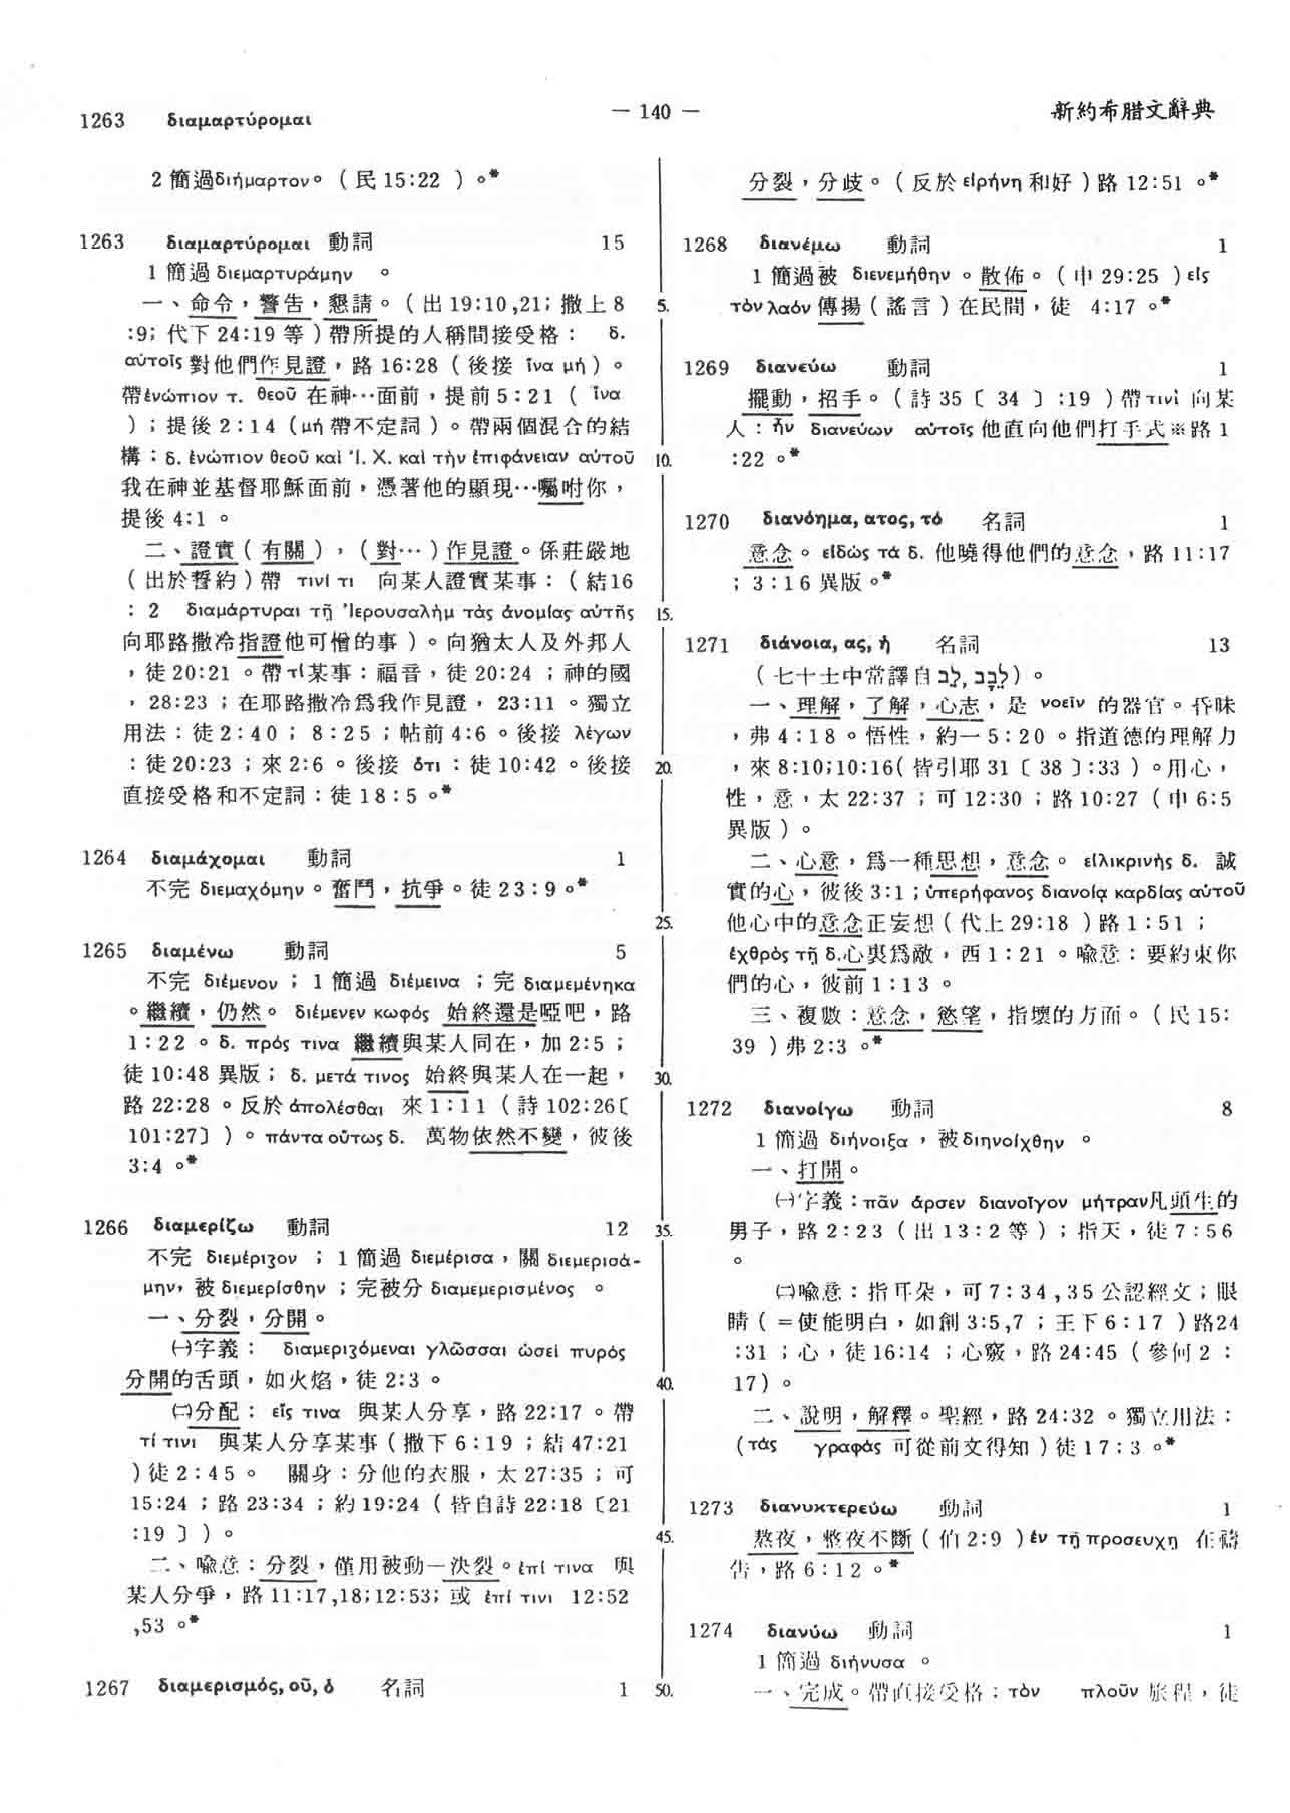 1263 διαμαρτύρομαι
— 140 —
新約希腊文辭典
2 簡過διήμαρτον。(民15:22 )。*
1263 διαμαρτύρομαι 動詞 15
1 簡過 διεμαρτυράμην 。
一、命令,警告,懇請。(出19:10,21; 撒上 8
:9; 代下 24:19 等)帶所提的人稱間接受格: δ.
αὐτοῖς 對他們作見證,路 16:28 (後接 ἵνα μή)。
帶ἐνώπιον τ. θεοῦ 在神…面前,提前 5:21 ( ἵνα
);提後 2:14 (μή 帶不定詞)。帶兩個混合的結
構:δ. ἐνώπιον θεοῦ καὶ Ἰ. Χ. καὶ τὴν ἐπιφάνειαν αὐτοῦ
我在神並基督耶穌面前,憑著他的顯現…囑咐你,
提後 4:1 。
二、證實(有關),(對…)作見證。係莊嚴地
(出於誓約)帶 τινί τι 向某人證實某事:(結16
: 2 διαμάρτυραι τῇ Ἰερουσαλὴμ τὰς ἀνομίας αὐτῆς
向耶路撒冷指證他可憎的事)。向猶太人及外邦人
,徒 20:21 。帶τί某事:福音,徒 20:24 ;神的國
,28:23 ;在耶路撒冷爲我作見證,23:11 。獨立
用法:徒 2:40 ; 8:25 ;帖前 4:6 。後接 λέγων
:徒20:23 ;來 2:6 。後接 ὅτι :徒10:42 。後接
直接受格和不定詞:徒 18:5 。*
1264 διαμάχομαι 動詞 1
不完 διεμαχόμην。奮鬥,抗爭。徒 23:9 。*
1265 διαμένω 動詞 5
不完 διέμενον ; 1 簡過 διέμεινα ;完 διαμεμένηκα
。繼續,仍然。 διέμενεν κωφός 始終還是啞吧,路
1:22 。δ. πρός τινα 繼續與某人同在,加 2:5 ;
徒 10:48 異版; δ. μετά τινος 始終與某人在一起,
路 22:28 。反於 ἀπολέσθαι 來 1:11 (詩 102:26〔
101:27〕)。 πάντα οὕτως δ. 萬物依然不變,彼後
3:4 。*
1266 διαμερίζω 動詞 12
不完 διεμέριζον ; 1 簡過 διεμέρισα,關 διεμερισά-
μην,被 διεμερίσθην ;完被分 διαμεμερισμένος 。
一、分裂,分開。
㈠字義: διαμεριζόμεναι γλῶσσαι ὡσεὶ πυρός
分開的舌頭,如火焰,徒 2:3 。
㈡分配: εἴς τινα 與某人分享,路 22:17 。帶
τί τινι 與某人分享某事(撒下 6:19 ;結 47:21
)徒 2:45 。 關身:分他的衣服,太 27:35 ;可
15:24 ;路 23:34 ;約 19:24 (皆自詩 22:18〔21
:19 〕)。
二、喩意:分裂,僅用被動—決裂。ἐπί τινα 與
某人分爭,路 11:17,18;12:53; 或 ἐπί τινι 12:52
,53 。*
1267 διαμερισμός, οῦ, ὁ 名詞 1
5.
10.
15.
20.
25.
30.
35.
40.
45.
50.
分裂,分歧。(反於 εἰρήνη 和好)路 12:51 。*
1268 διανέμω 動詞 1
1 簡過被 διενεμήθην 。散佈。(申 29:25 )εἰς
τὸν λαόν 傳揚(謠言)在民間,徒 4:17 。*
1269 διανεύω 動詞 1
擺動,招手。(詩 35〔 34 〕:19 )帶 τινί 向某
人:ἦν διανεύων αὐτοῖς 他直向他們打手式※路 1
:22 。*
1270 διανόημα, ατος, τό 名詞 1
意念。εἰδὼς τὰ δ. 他曉得他們的意念,路 11:17
; 3:16 異版。*
1271 διάνοια, ας, ἡ 名詞 13
(七十士中常譯自 לֵב, לֵבָב)。
一、理解,了解,心志,是 νοεῖν 的器官。昏昧
,弗 4:18 。悟性,約一 5:20 。指道德的理解力
,來 8:10;10:16( 皆引耶 31〔 38 〕:33 )。用心,
性,意,太 22:37 ;可 12:30 ;路 10:27 (申 6:5
異版)。
二、心意,爲一種思想,意念。 εἰλικρινὴς δ. 誠
實的心,彼後 3:1 ; ὑπερήφανος διανοίᾳ καρδίας αὐτοῦ
他心中的意念正妄想(代上 29:18 )路 1:51 ;
ἐχθρὸς τῇ δ.心裏爲敵,西 1:21 。喩意:要約束你
們的心,彼前 1:13 。
三、複數:意念,慾望,指壞的方面。(民 15:
39 )弗 2:3 。*
1272 διανοίγω 動詞 8
1 簡過 διήνοιξα ,被διηνοίχθην 。
一、打開。
㈠字義:πᾶν ἄρσεν διανοῖγον μήτραν凡頭生的
男子,路 2:23 (出 13:2 等);指天,徒 7:56
。
㈡喩意:指耳朵,可 7:34,35 公認經文;眼
睛(=使能明白,如創 3:5,7 ;王下 6:17 )路24
:31 ;心,徒 16:14 ;心竅,路 24:45 (參何 2 :
17)。
二、說明,解釋。聖經,路 24:32 。獨立用法:
(τὰς γραφάς 可從前文得知)徒 17:3 。*
1273 διανυκτερεύω 動詞 1
熬夜,整夜不斷(伯 2:9 )ἐν τῇ προσευχῇ 在禱
告,路 6:12 。*
1274 διανύω 動詞 1
1 簡過 διήνυσα 。
一、完成。帶直接受格:τὸν πλοῦν 旅程,徒